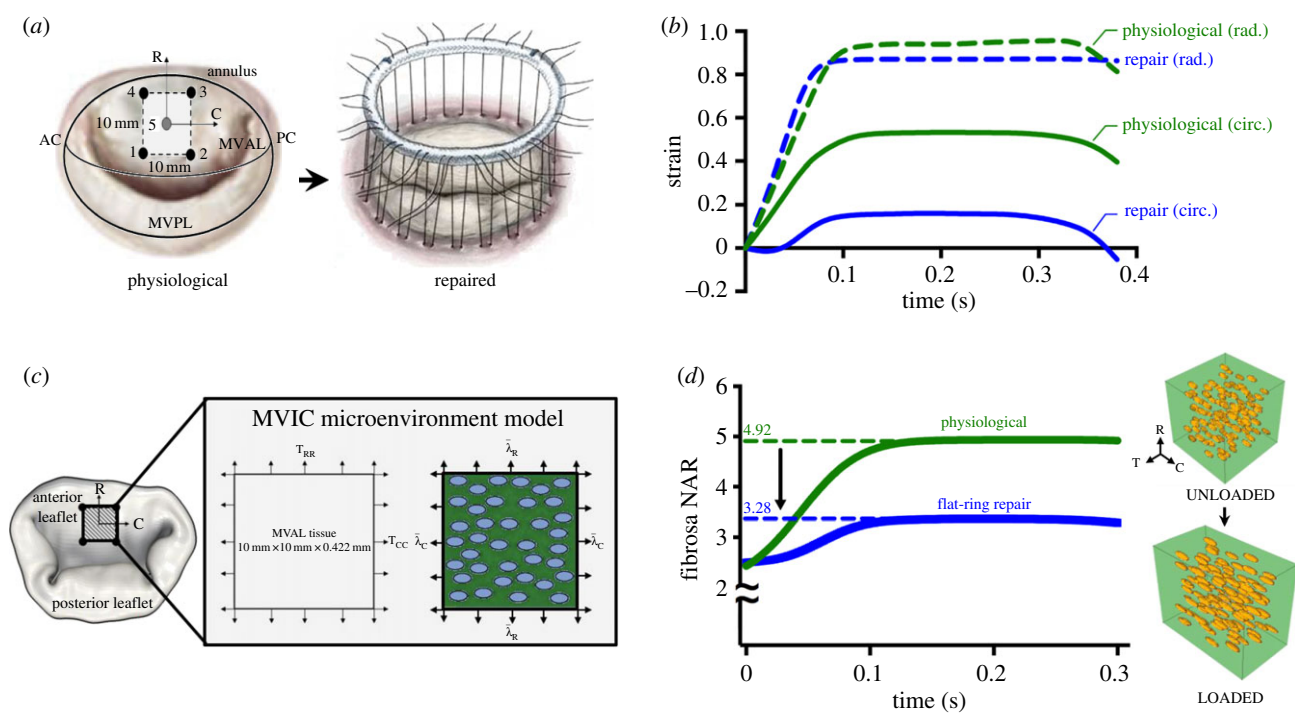 (a)
R
annulus
4
3
10 mm
5
C
AC
MVAL
PC
1
2
10 mm
MVPL
physiological
repaired
(b)
1.0
0.8
0.6
0.4
0.2
0
–0.2
strain
0.1
0.2
0.3
0.4
time (s)
physiological (rad.)
repair (rad.)
physiological (circ.)
repair (circ.)
(c)
anterior
leaflet
R
C
posterior leaflet
MVIC microenvironment model
T_RR
MVAL tissue
10 mm × 10 mm × 0.422 mm
T_CC
λ̄_R
λ̄_C
λ̄_C
λ̄_R
(d)
6
5
4
3
2
fibrosa NAR
4.92
physiological
3.28
flat-ring repair
0
0.1
0.2
0.3
time (s)
R
T
C
UNLOADED
LOADED